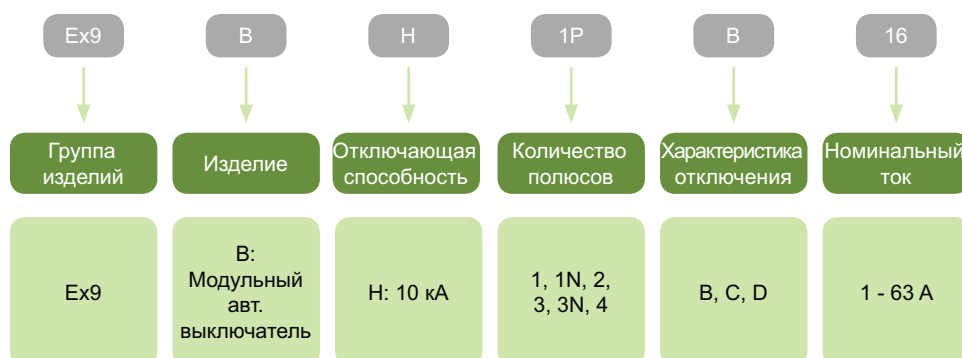 Ex9 B H 1P B 16
Группа изделий
Изделие
Отключающая способность
Количество полюсов
Характеристика отключения
Номинальный ток
Ex9
B:
Модульный
авт.
выключатель
H: 10 кА
1, 1N, 2,
3, 3N, 4
B, C, D
1 - 63 A